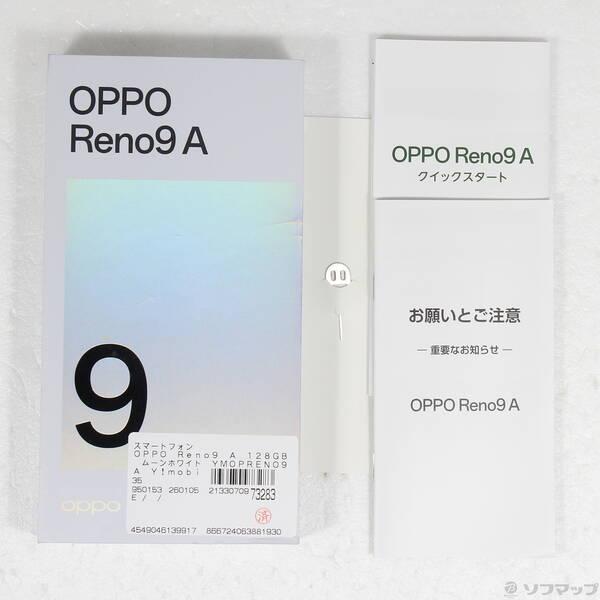 OPPO
Reno9 A
9
oppo
スマートフォン
OPPO Reno9 A 128GB
ムーンホワイト YMOPRENO9
A Y!mobi
35
950153 260105 21330709 73283
E / /
済
4549046139917 866724063881930
OPPO Reno9 A
クイックスタート
お願いとご注意
― 重要なお知らせ ―
OPPO Reno9 A
ソフマップ